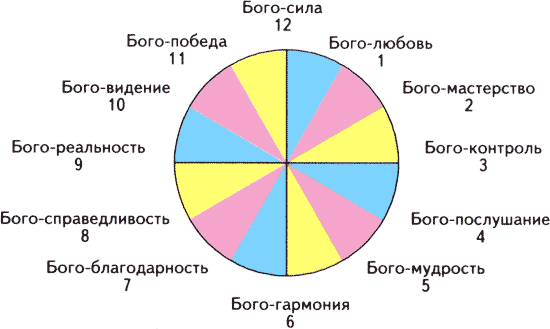 Бого-сила
12
Бого-любовь
1
Бого-мастерство
2
Бого-контроль
3
Бого-послушание
4
Бого-мудрость
5
Бого-гармония
6
Бого-благодарность
7
Бого-справедливость
8
Бого-реальность
9
Бого-видение
10
Бого-победа
11